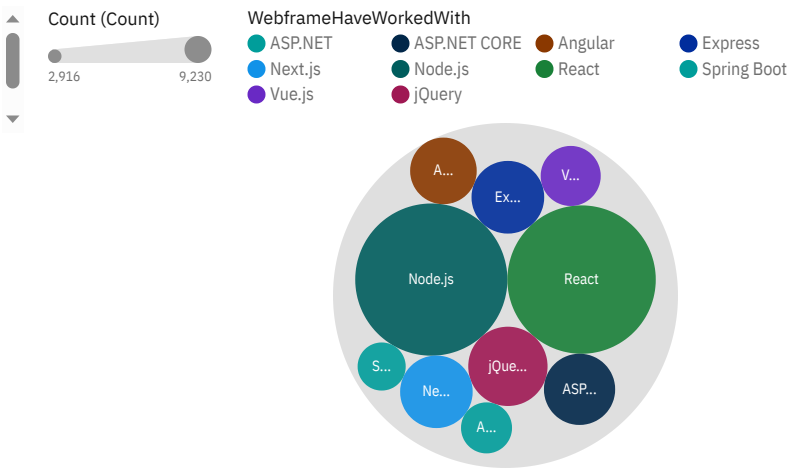 Count (Count)
2,916 9,230
WebframeHaveWorkedWith
ASP.NET ASP.NET CORE Angular Express
Next.js Node.js React Spring Boot
Vue.js jQuery
A...
V...
Ex...
Node.js
React
S...
jQue...
Ne...
ASP...
A...